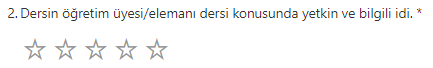 2. Dersin öğretim üyesi/elemanı dersi konusunda yetkin ve bilgili idi. *